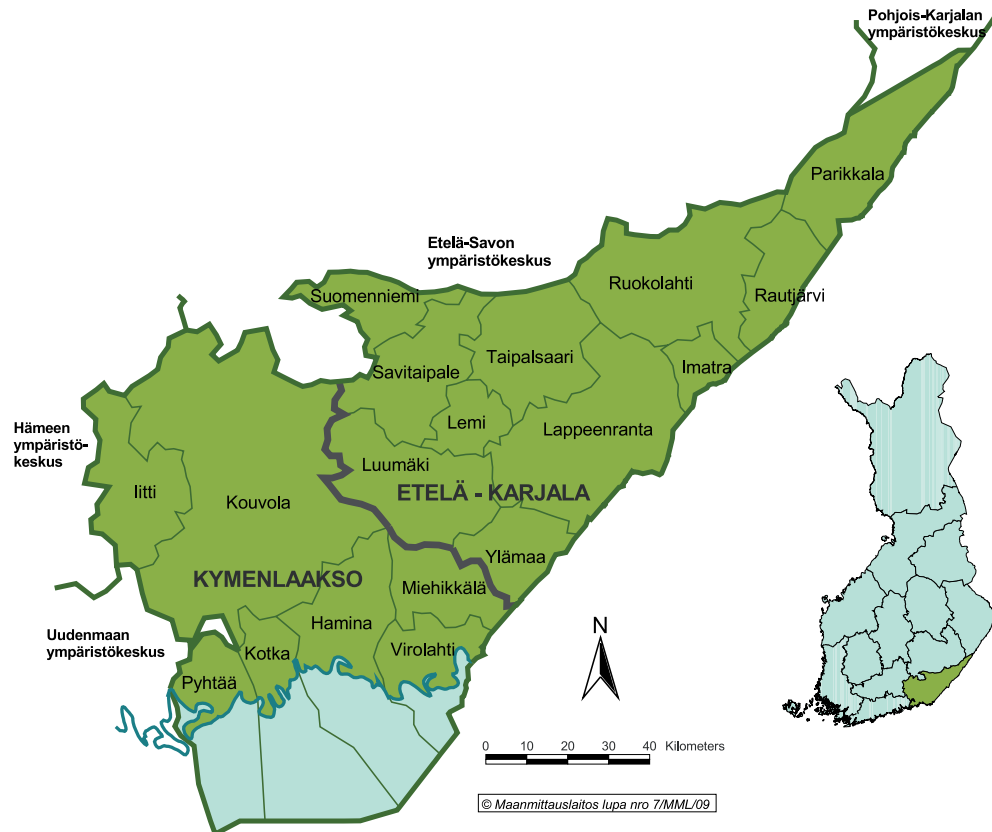 Pohjois-Karjalan
ympäristökeskus
Parikkala
Etelä-Savon
ympäristökeskus
Ruokolahti
Rautjärvi
Suomenniemi
Taipalsaari
Savitaipale
Imatra
Lemi
Lappeenranta
Hämeen
ympäristö-
keskus
Luumäki
Iitti
Kouvola
ETELÄ - KARJALA
Ylämaa
KYMENLAAKSO
Miehikkälä
Hamina
N
Uudenmaan
ympäristökeskus
Kotka
Virolahti
Pyhtää
0 10 20 30 40 Kilometers
© Maanmittauslaitos lupa nro 7/MML/09